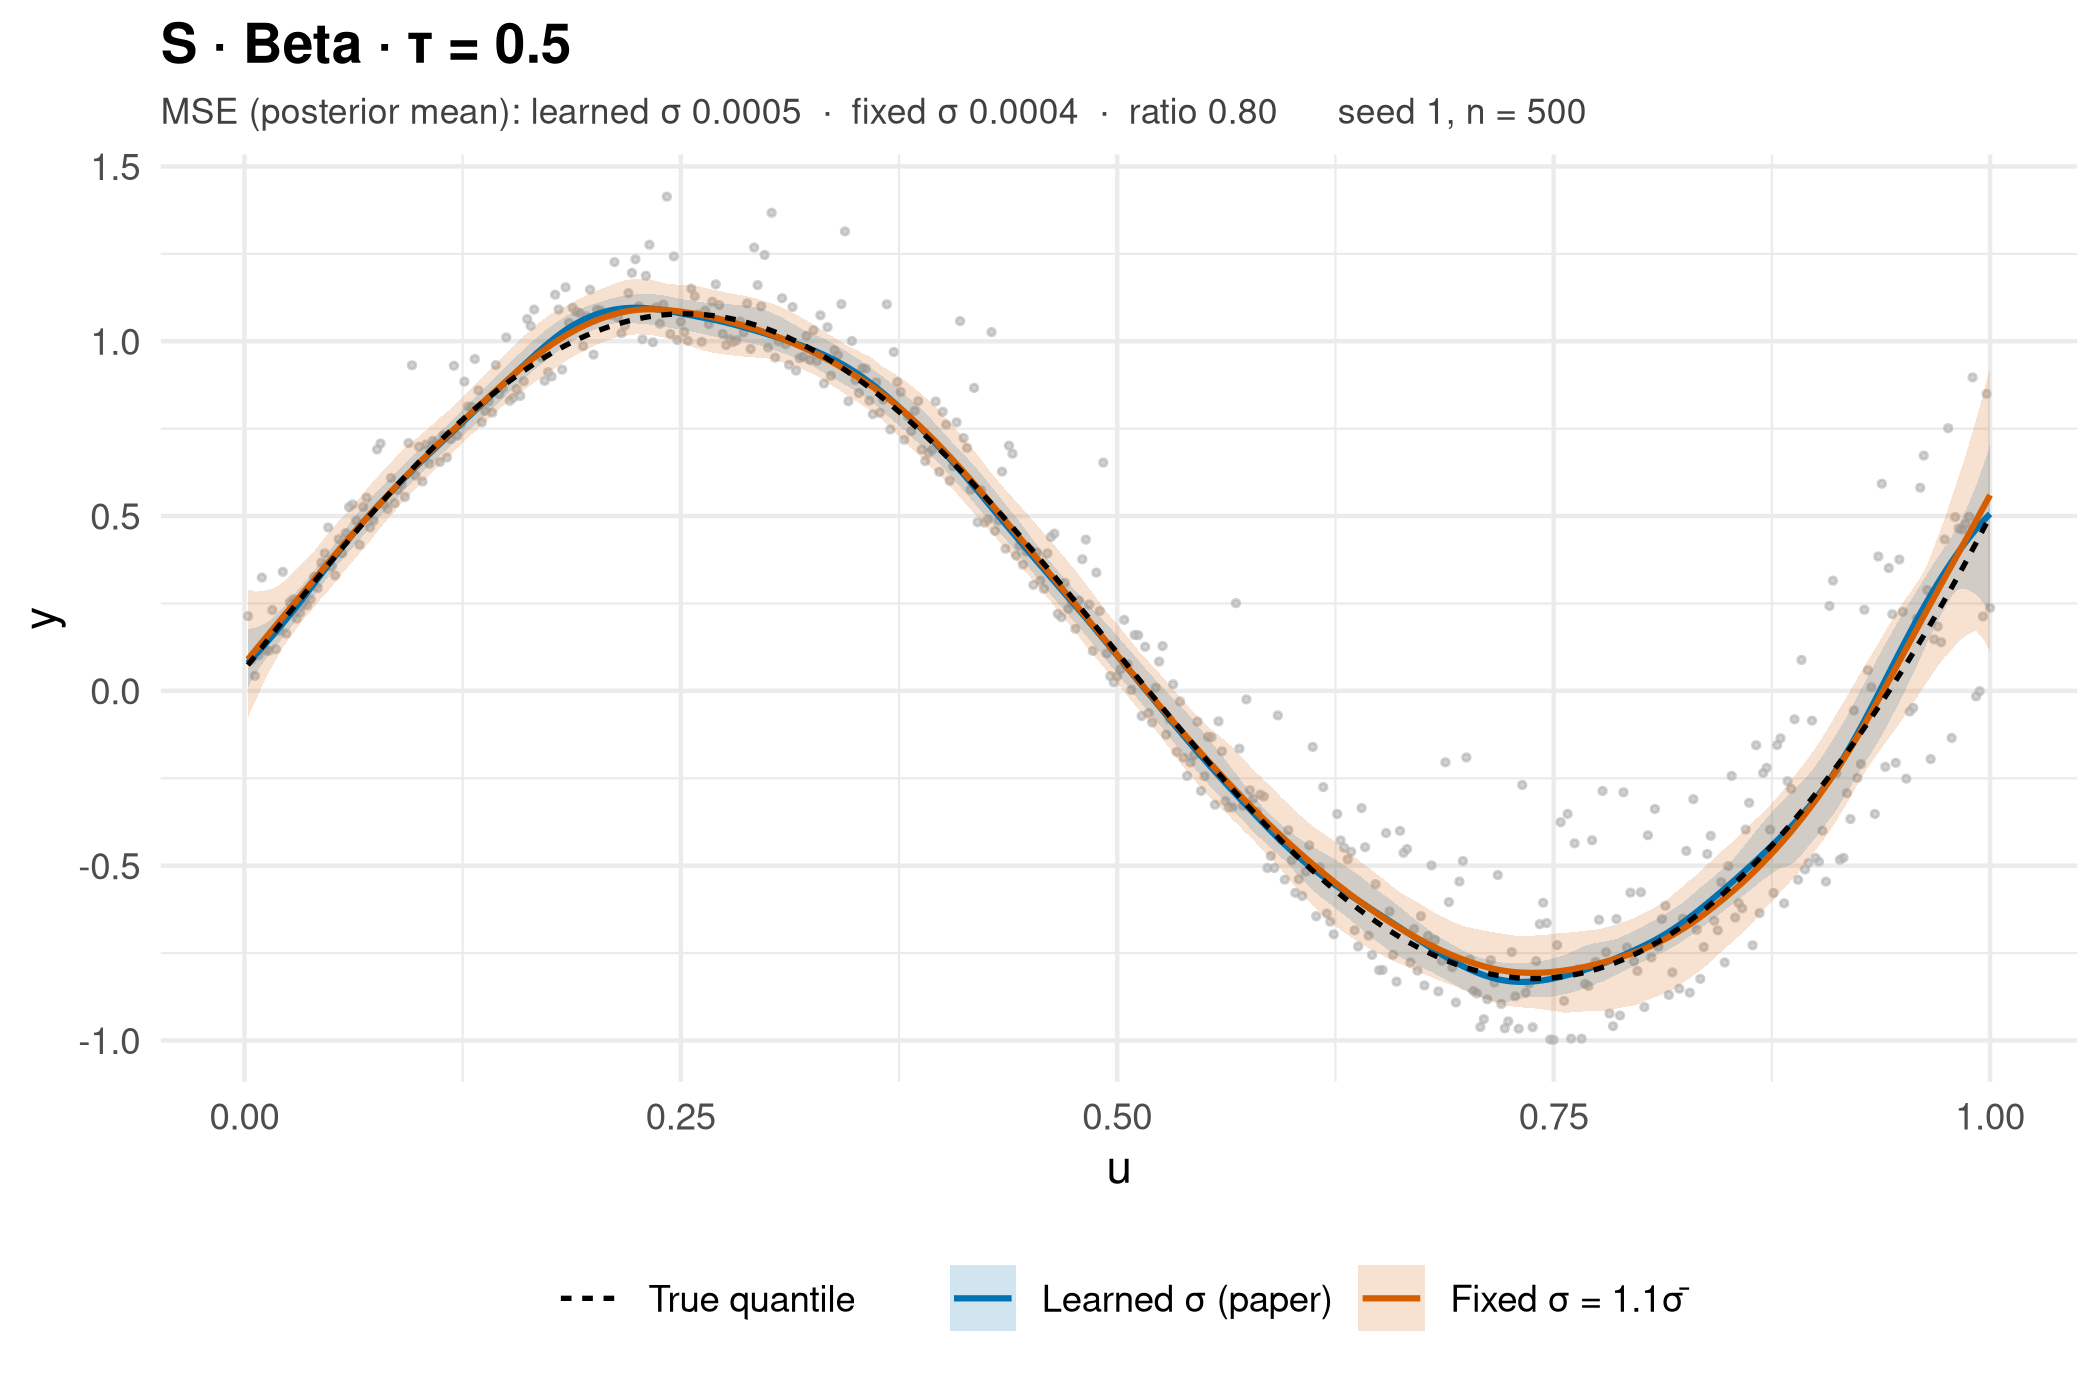 S · Beta · τ = 0.5
MSE (posterior mean): learned σ 0.0005 · fixed σ 0.0004 · ratio 0.80 seed 1, n = 500
1.5
1.0
0.5
0.0
-0.5
-1.0
y
0.00 0.25 0.50 0.75 1.00
u
True quantile Learned σ (paper) Fixed σ = 1.1σ̄